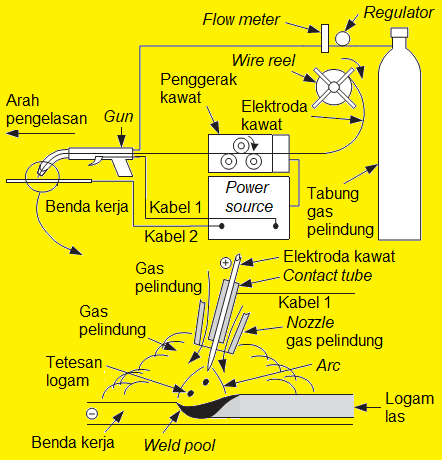 Flow meter
Regulator
Wire reel
Penggerak
kawat
Elektroda
kawat
Arah
pengelasan
Gun
Benda kerja
Kabel 1
Kabel 2
Power
source
Tabung
gas
pelindung
Elektroda kawat
Contact tube
Kabel 1
Gas
pelindung
Gas
pelindung
Nozzle
gas pelindung
Tetesan
logam
Arc
Logam
las
Benda kerja
Weld pool